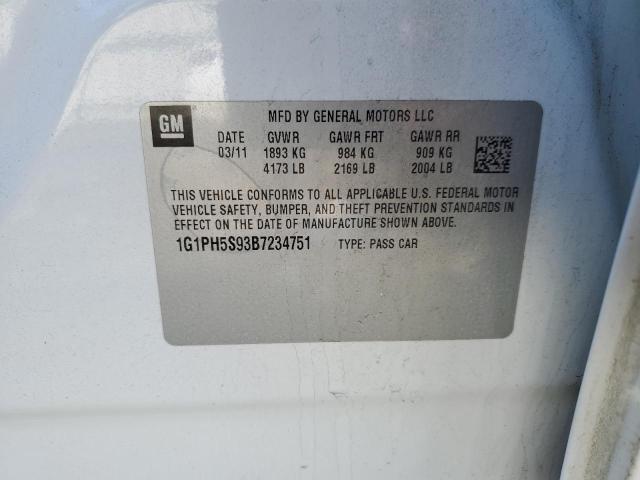 GM
MFD BY GENERAL MOTORS LLC
DATE GVWR GAWR FRT GAWR RR
03/11 1893 KG 984 KG 909 KG
4173 LB 2169 LB 2004 LB
THIS VEHICLE CONFORMS TO ALL APPLICABLE U.S. FEDERAL MOTOR
VEHICLE SAFETY, BUMPER, AND THEFT PREVENTION STANDARDS IN
EFFECT ON THE DATE OF MANUFACTURE SHOWN ABOVE.
1G1PH5S93B7234751 TYPE: PASS CAR